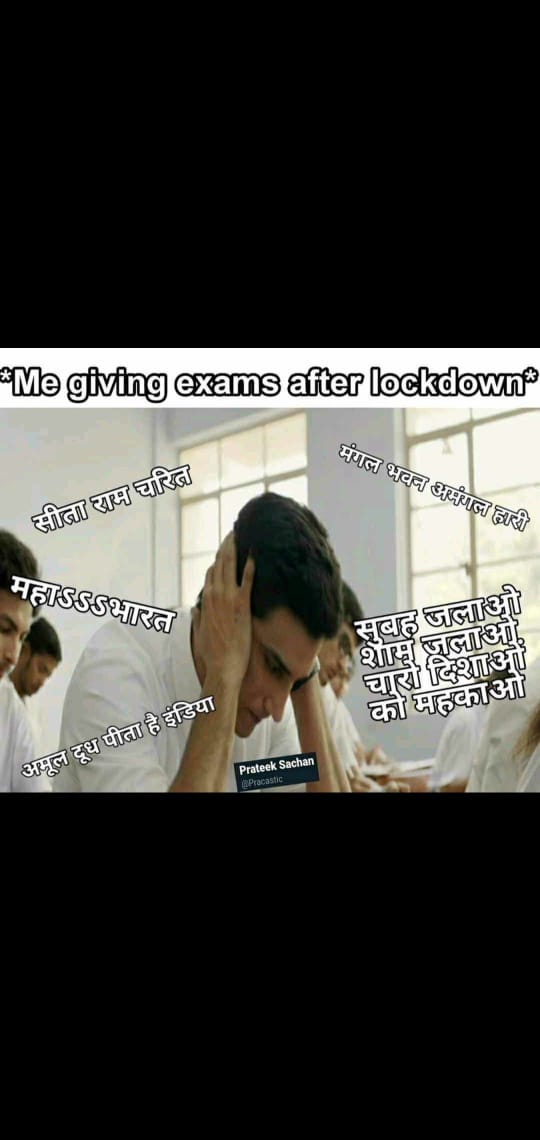 *Me giving exams after lockdown*
सीता राम चरित
मंगल भवन अमंगल हारी
महाऽऽऽभारत
सुबह जलाओ
शाम जलाओ
चारो दिशाओं
को महकाओ
अमूल दूध पीता है इंडिया
Prateek Sachan
@Pracastic